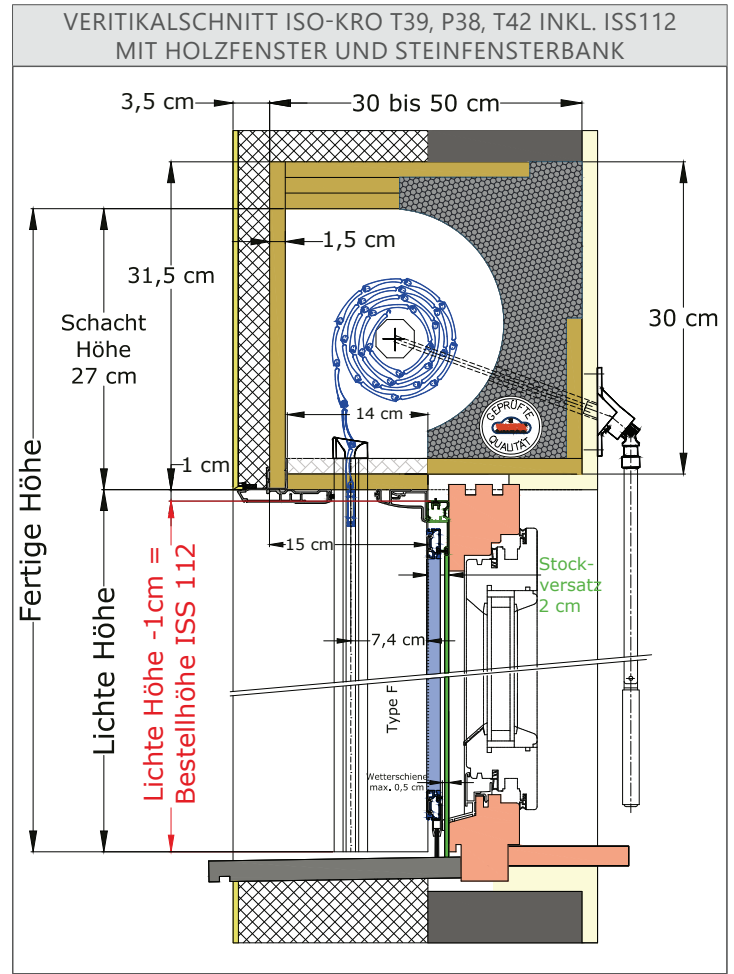 VERITIKALSCHNITT ISO-KRO T39, P38, T42 INKL. ISS112
MIT HOLZFENSTER UND STEINFENSTERBANK
3,5 cm
30 bis 50 cm
1,5 cm
31,5 cm
Schacht
Höhe
27 cm
30 cm
14 cm
GEPRÜFTE
QUALITÄT
1 cm
15 cm
Stock-
versatz
2 cm
Fertige Höhe
Lichte Höhe
Lichte Höhe -1cm =
Bestellhöhe ISS 112
7,4 cm
Type F
Wetterschiene
max. 0,5 cm